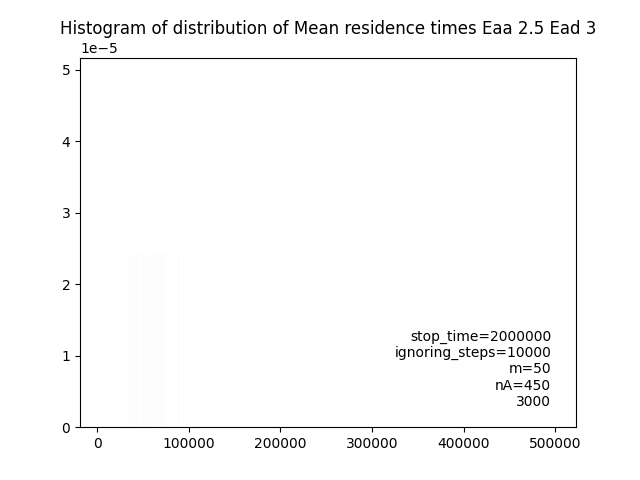 Histogram of distribution of Mean residence times Eaa 2.5 Ead 3
1e−5
5
4
3
2
1
0
stop_time=2000000
ignoring_steps=10000
m=50
nA=450
3000
0 100000 200000 300000 400000 500000